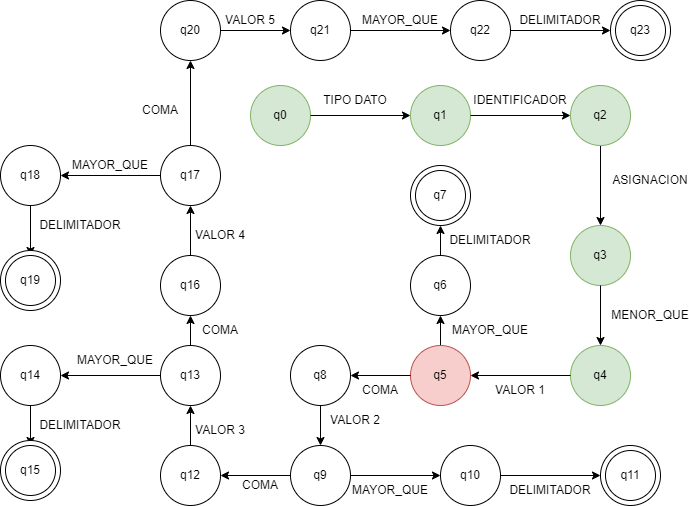 q20
VALOR 5
q21
MAYOR_QUE
q22
DELIMITADOR
q23
COMA
q0
TIPO DATO
q1
IDENTIFICADOR
q2
q18
MAYOR_QUE
q17
ASIGNACION
q7
DELIMITADOR
VALOR 4
DELIMITADOR
q3
q19
q16
q6
MENOR_QUE
COMA
MAYOR_QUE
q14
MAYOR_QUE
q13
q8
COMA
q5
VALOR 1
q4
DELIMITADOR
VALOR 3
VALOR 2
q15
q12
COMA
q9
MAYOR_QUE
q10
DELIMITADOR
q11